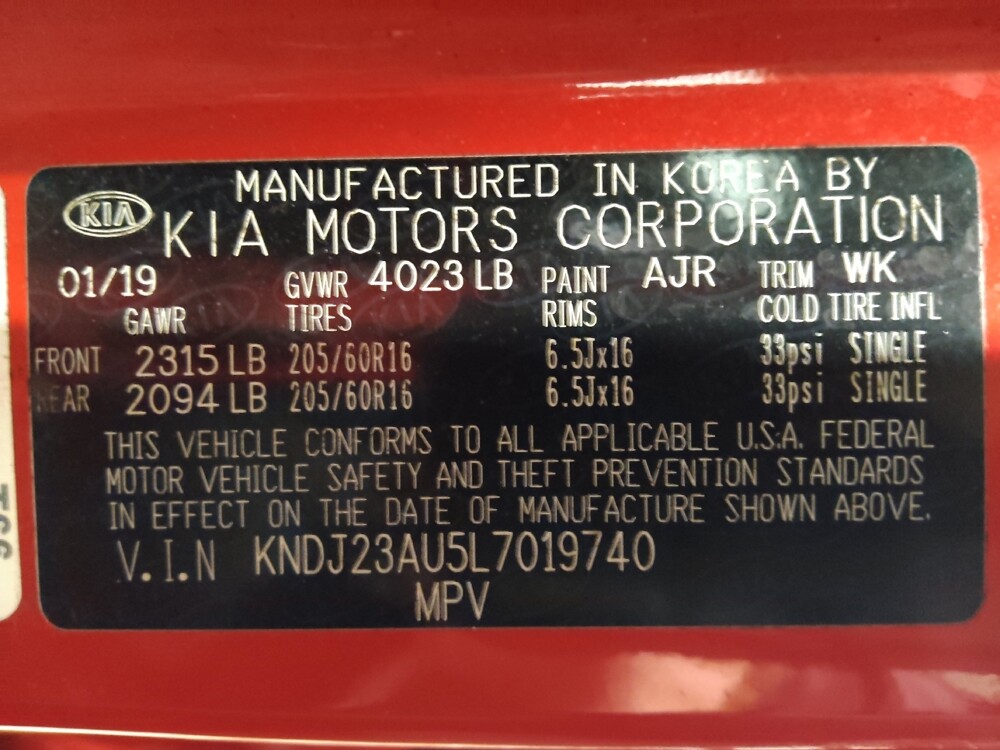 MANUFACTURED IN KOREA BY
KIA KIA MOTORS CORPORATION
01/19 GVWR 4023 LB PAINT AJR TRIM WK
GAWR TIRES RIMS COLD TIRE INFL
FRONT 2315 LB 205/60R16 6.5Jx16 33psi SINGLE
REAR 2094 LB 205/60R16 6.5Jx16 33psi SINGLE
THIS VEHICLE CONFORMS TO ALL APPLICABLE U.S.A. FEDERAL
MOTOR VEHICLE SAFETY AND THEFT PREVENTION STANDARDS
IN EFFECT ON THE DATE OF MANUFACTURE SHOWN ABOVE.
V.I.N KNDJ23AU5L7019740
MPV